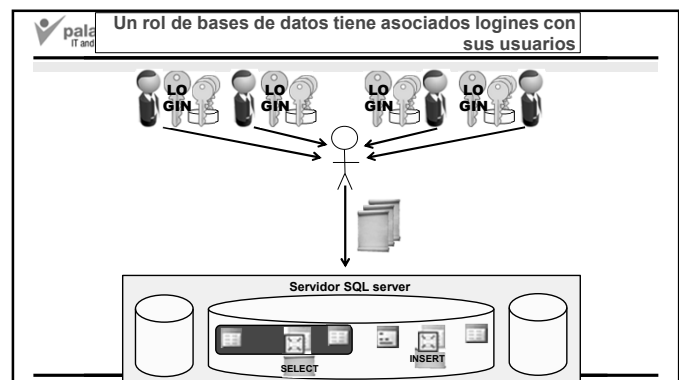 pala
IT and
Un rol de bases de datos tiene asociados logines con
sus usuarios
LO
GIN
LO
GIN
LO
GIN
LO
GIN
Servidor SQL server
SELECT
INSERT